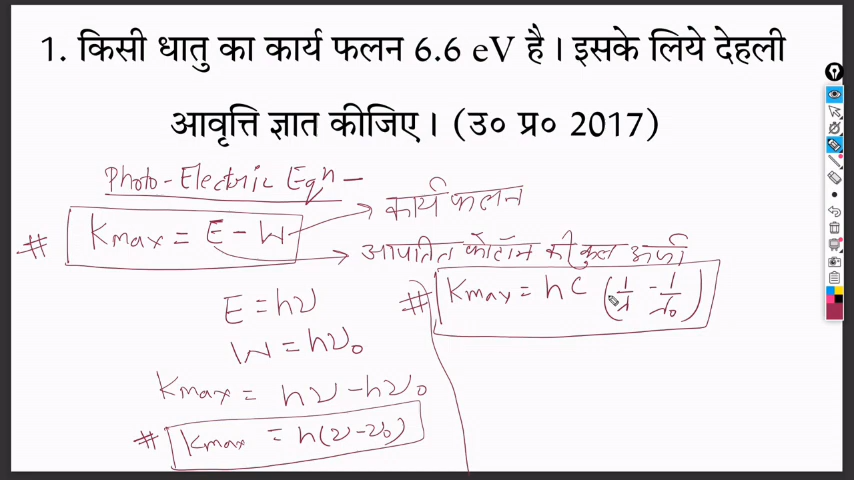 1. किसी धातु का कार्य फलन 6.6 eV है। इसके लिये देहली
आवृत्ति ज्ञात कीजिए। (उ० प्र० 2017)
Photo-Electric Eqn -
# Kmax = E - W
कार्य फलन
आपतित फोटॉन की कुल ऊर्जा
E = hν
W = hν₀
Kmax = hν - hν₀
# Kmax = h(ν-ν₀)
# Kmax = hC (1/λ - 1/λ₀)